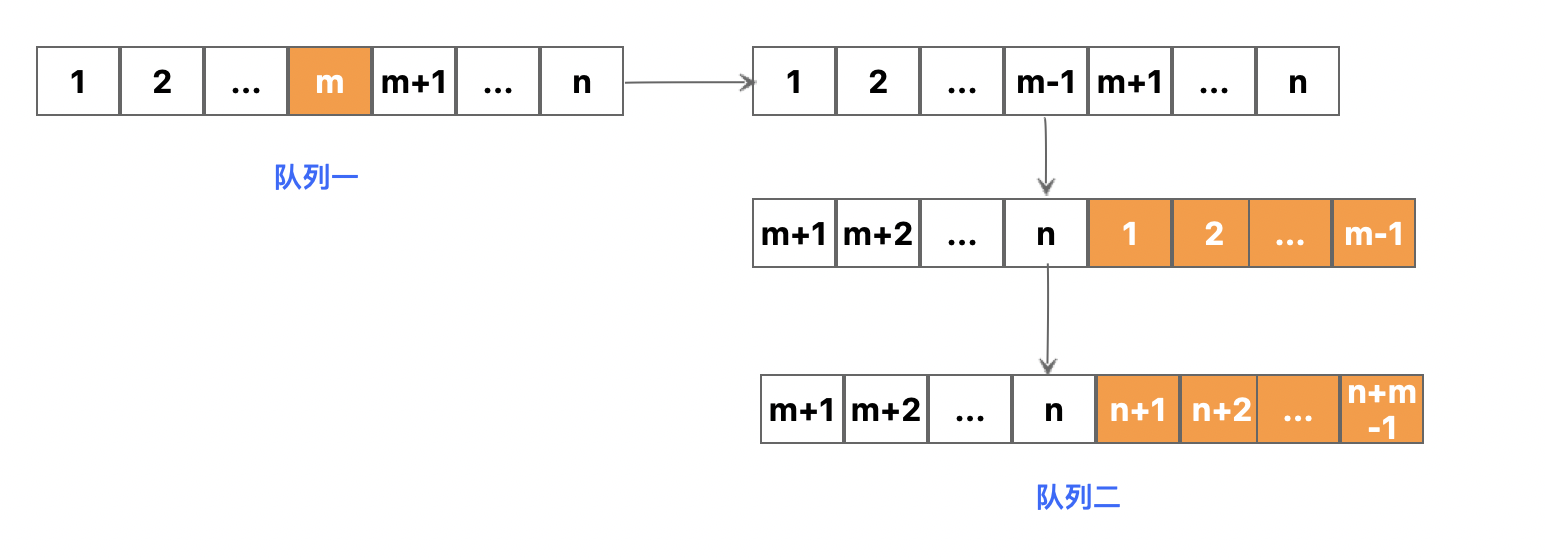 1 2 ... m m+1 ... n
1 2 ... m-1 m+1 ... n
队列一
m+1 m+2 ... n 1 2 ... m-1
m+1 m+2 ... n n+1 n+2 ... n+m
-1
队列二